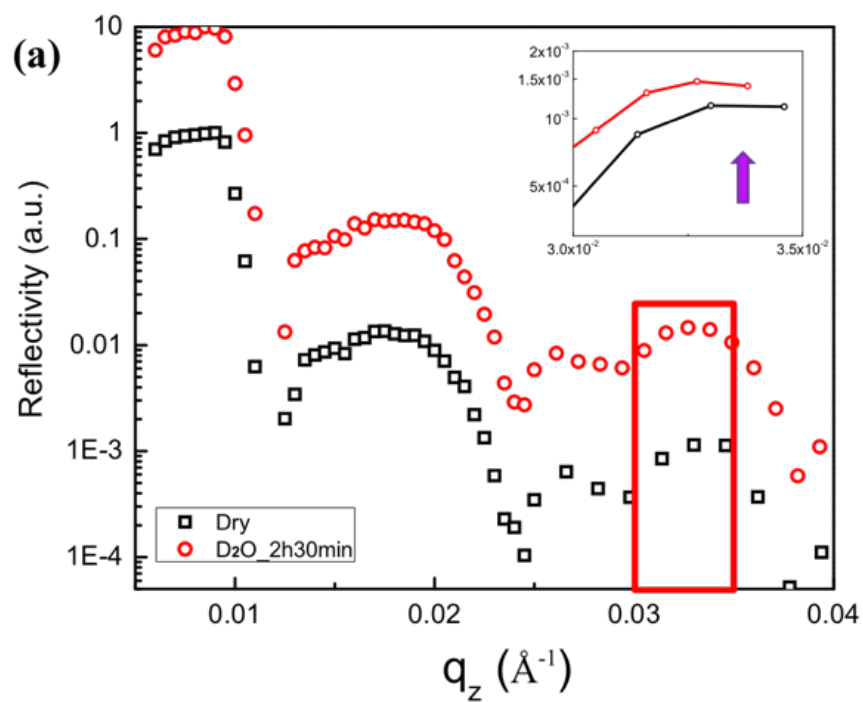 (a)
Reflectivity (a.u.)
10
1
0.1
0.01
1E-3
1E-4
2x10⁻³
1.5x10⁻³
10⁻³
5x10⁻⁴
3.0x10⁻²
3.5x10⁻²
Dry
D₂O_2h30min
0.01
0.02
0.03
0.04
q_z (Å⁻¹)